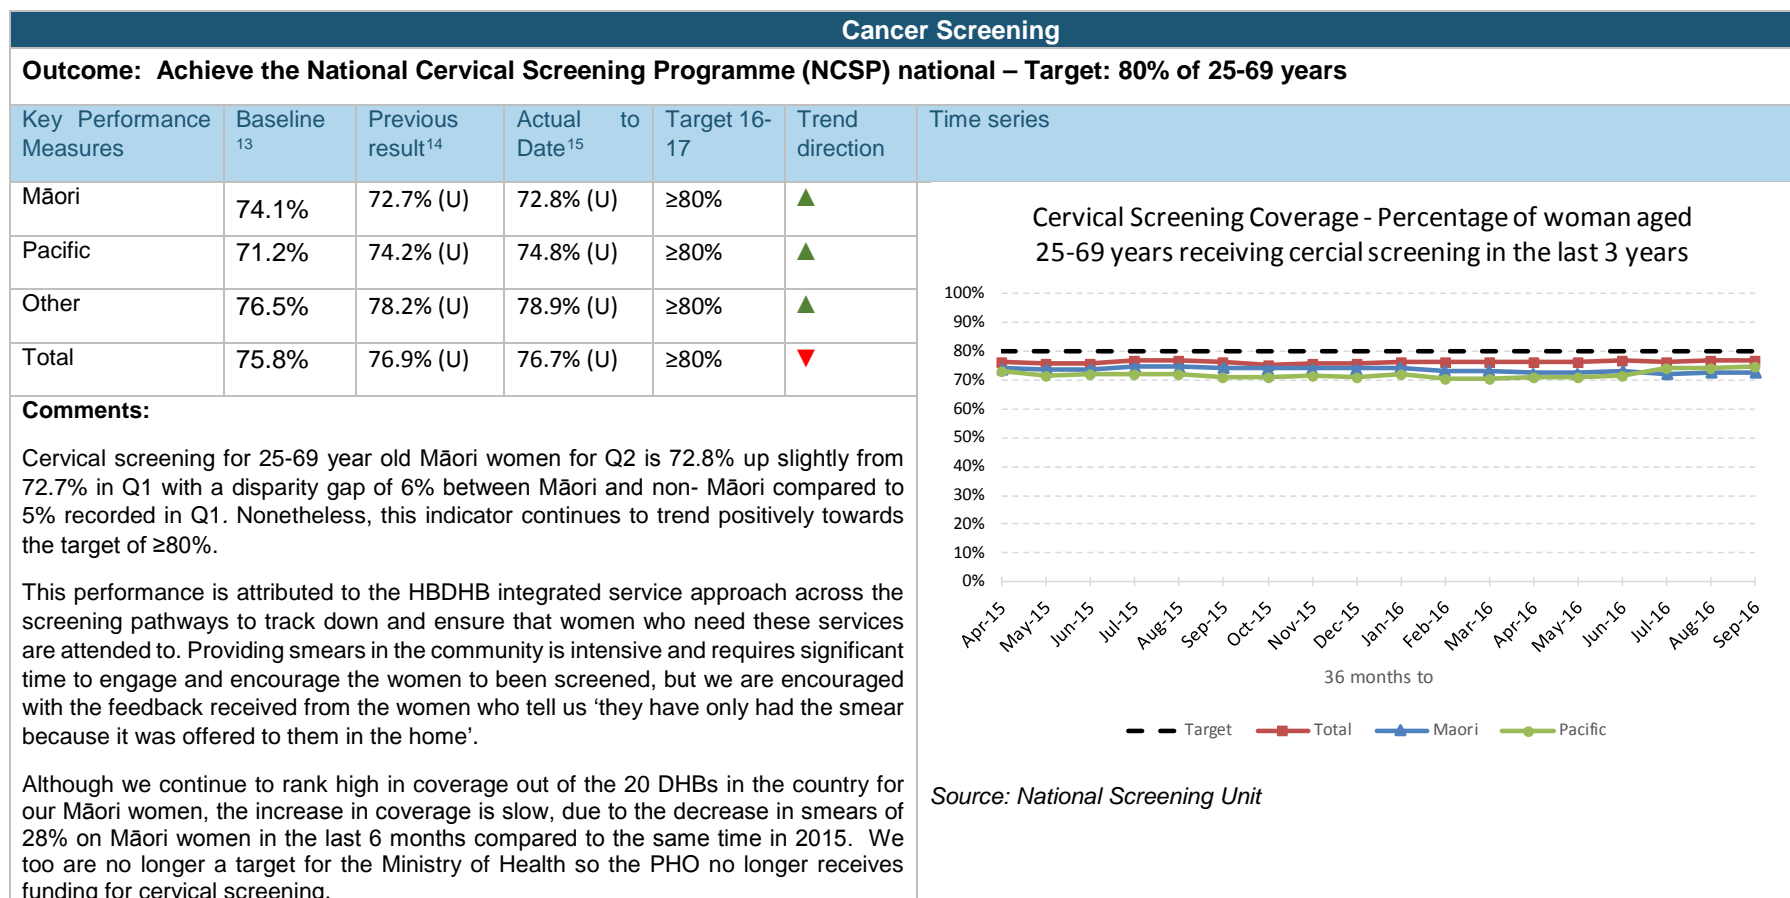 Cancer Screening
Outcome: Achieve the National Cervical Screening Programme (NCSP) national – Target: 80% of 25-69 years
Key Performance Measures
Baseline 13
Previous result14
Actual to Date15
Target 16-17
Trend direction
Time series
Māori 74.1% 72.7% (U) 72.8% (U) ≥80% ▲
Pacific 71.2% 74.2% (U) 74.8% (U) ≥80% ▲
Other 76.5% 78.2% (U) 78.9% (U) ≥80% ▲
Total 75.8% 76.9% (U) 76.7% (U) ≥80% ▼
Comments:
Cervical screening for 25-69 year old Māori women for Q2 is 72.8% up slightly from
72.7% in Q1 with a disparity gap of 6% between Māori and non- Māori compared to
5% recorded in Q1. Nonetheless, this indicator continues to trend positively towards
the target of ≥80%.
This performance is attributed to the HBDHB integrated service approach across the
screening pathways to track down and ensure that women who need these services
are attended to. Providing smears in the community is intensive and requires significant
time to engage and encourage the women to been screened, but we are encouraged
with the feedback received from the women who tell us ‘they have only had the smear
because it was offered to them in the home’.
Although we continue to rank high in coverage out of the 20 DHBs in the country for
our Māori women, the increase in coverage is slow, due to the decrease in smears of
28% on Māori women in the last 6 months compared to the same time in 2015. We
too are no longer a target for the Ministry of Health so the PHO no longer receives
funding for cervical screening.
Cervical Screening Coverage - Percentage of woman aged
25-69 years receiving cercial screening in the last 3 years
100%
90%
80%
70%
60%
50%
40%
30%
20%
10%
0%
Apr-15 May-15 Jun-15 Jul-15 Aug-15 Sep-15 Oct-15 Nov-15 Dec-15 Jan-16 Feb-16 Mar-16 Apr-16 May-16 Jun-16 Jul-16 Aug-16 Sep-16
36 months to
Target Total Maori Pacific
Source: National Screening Unit